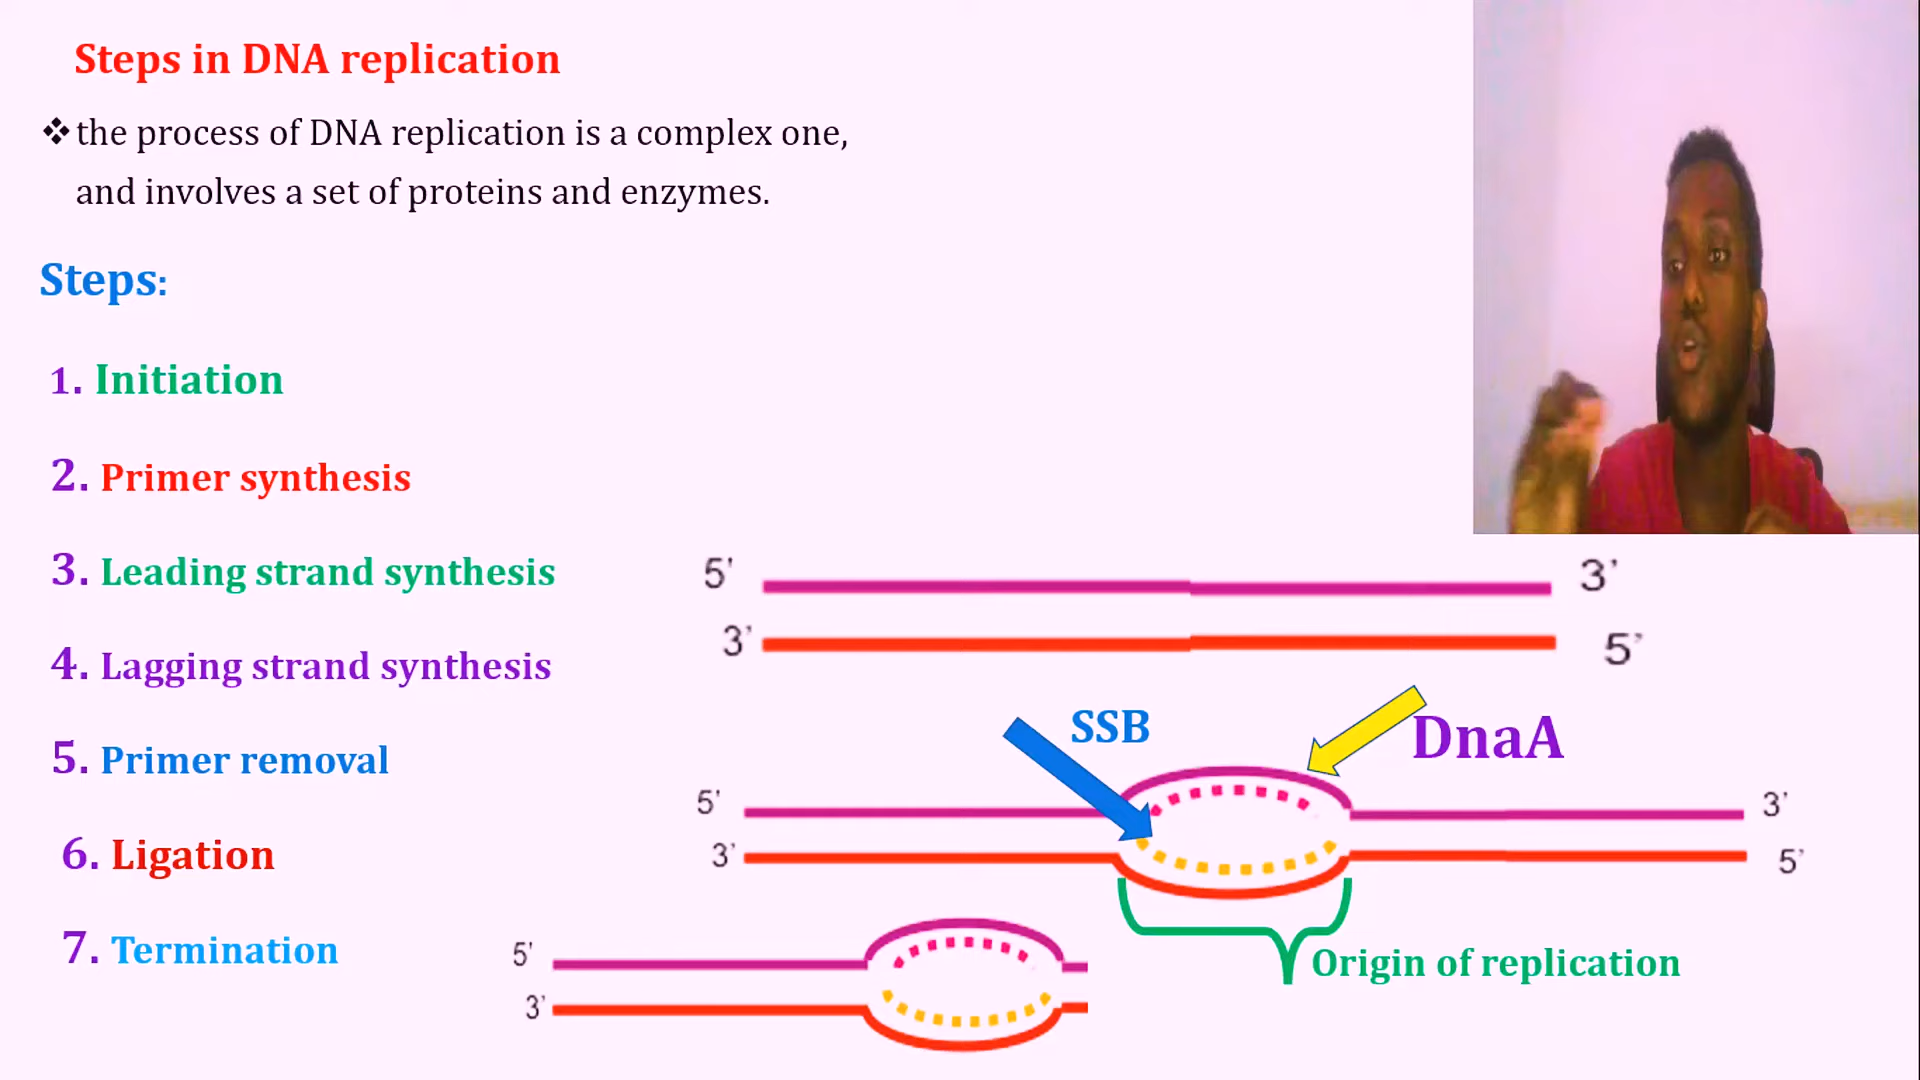 Steps in DNA replication
❖ the process of DNA replication is a complex one,
and involves a set of proteins and enzymes.
Steps:
1. Initiation
2. Primer synthesis
3. Leading strand synthesis
4. Lagging strand synthesis
5. Primer removal
6. Ligation
7. Termination
5’ 3’
3’ 5’
SSB DnaA
5’ 3’
3’ 5’
Origin of replication
5’
3’